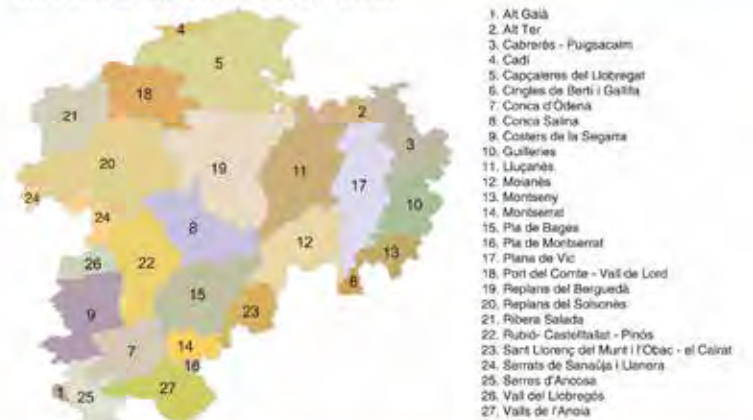 4
5
18
21
2
3
20
19
11
17
24
10
24
8
12
13
26
22
6
15
9
23
7
14
16
1
25
27
1. Alt Gaià
2. Alt Ter
3. Cabrerès - Puigsacalm
4. Cadí
5. Capçaleres del Llobregat
6. Cingles de Bertí i Gallifa
7. Conca d'Òdena
8. Conca Salina
9. Costers de la Segarra
10. Guilleries
11. Lluçanès
12. Moianès
13. Montseny
14. Montserrat
15. Pla de Bages
16. Pla de Montserrat
17. Plana de Vic
18. Port del Comte - Vall de Lord
19. Replans del Berguedà
20. Replans del Solsonès
21. Ribera Salada
22. Rubió- Castelltallat - Pinós
23. Sant Llorenç del Munt i l'Obac - el Cairat
24. Serrats de Sanaüja i Llanera
25. Serres d'Ancosa
26. Vall del Llobregós
27. Valls de l'Anoia